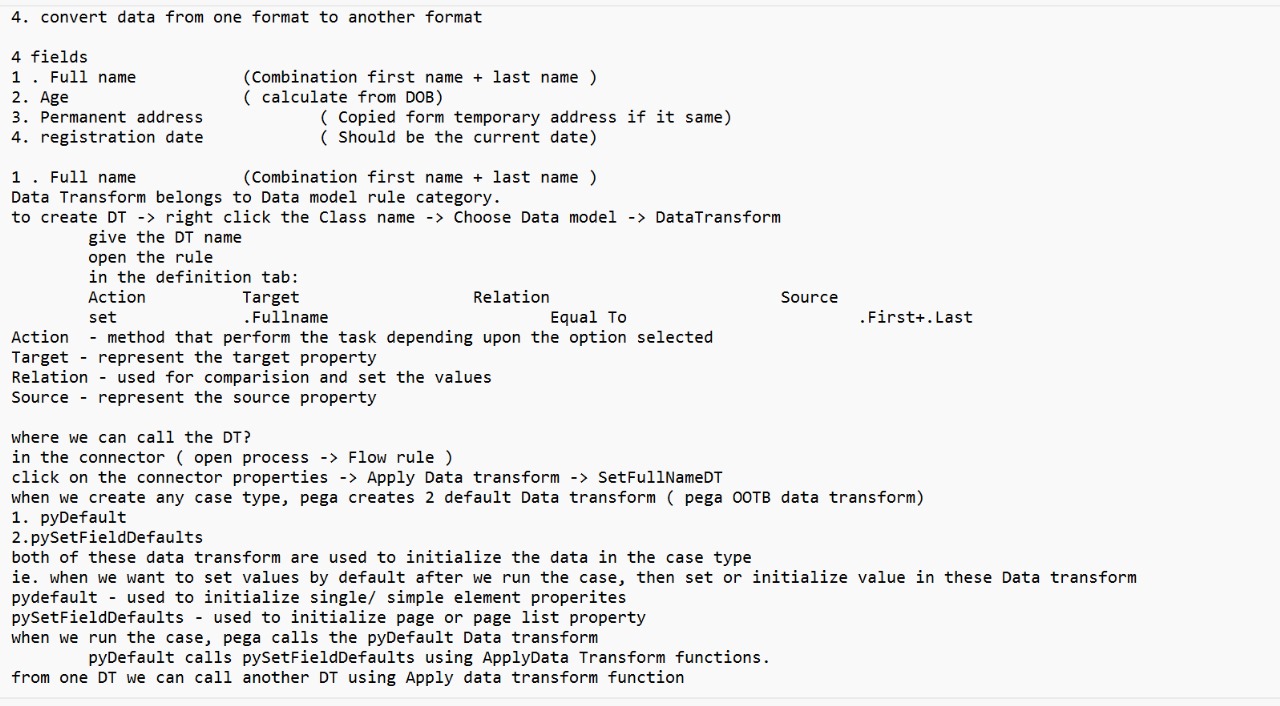 4. convert data from one format to another format
4 fields
1 . Full name (Combination first name + last name )
2. Age ( calculate from DOB)
3. Permanent address ( Copied form temporary address if it same)
4. registration date ( Should be the current date)
1 . Full name (Combination first name + last name )
Data Transform belongs to Data model rule category.
to create DT -> right click the Class name -> Choose Data model -> DataTransform
give the DT name
open the rule
in the definition tab:
Action Target Relation Source
set .Fullname Equal To .First+.Last
Action - method that perform the task depending upon the option selected
Target - represent the target property
Relation - used for comparision and set the values
Source - represent the source property
where we can call the DT?
in the connector ( open process -> Flow rule )
click on the connector properties -> Apply Data transform -> SetFullNameDT
when we create any case type, pega creates 2 default Data transform ( pega OOTB data transform)
1. pyDefault
2.pySetFieldDefaults
both of these data transform are used to initialize the data in the case type
ie. when we want to set values by default after we run the case, then set or initialize value in these Data transform
pydefault - used to initialize single/ simple element properites
pySetFieldDefaults - used to initialize page or page list property
when we run the case, pega calls the pyDefault Data transform
pyDefault calls pySetFieldDefaults using ApplyData Transform functions.
from one DT we can call another DT using Apply data transform function